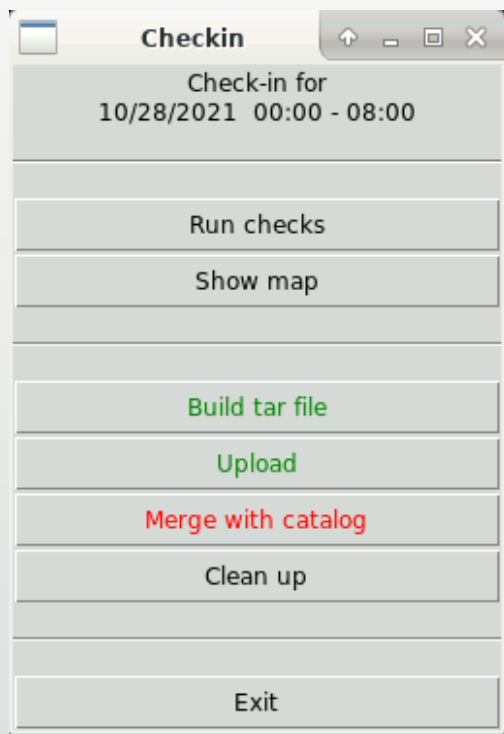 Checkin
Check-in for
10/28/2021  00:00 - 08:00
Run checks
Show map
Build tar file
Upload
Merge with catalog
Clean up
Exit